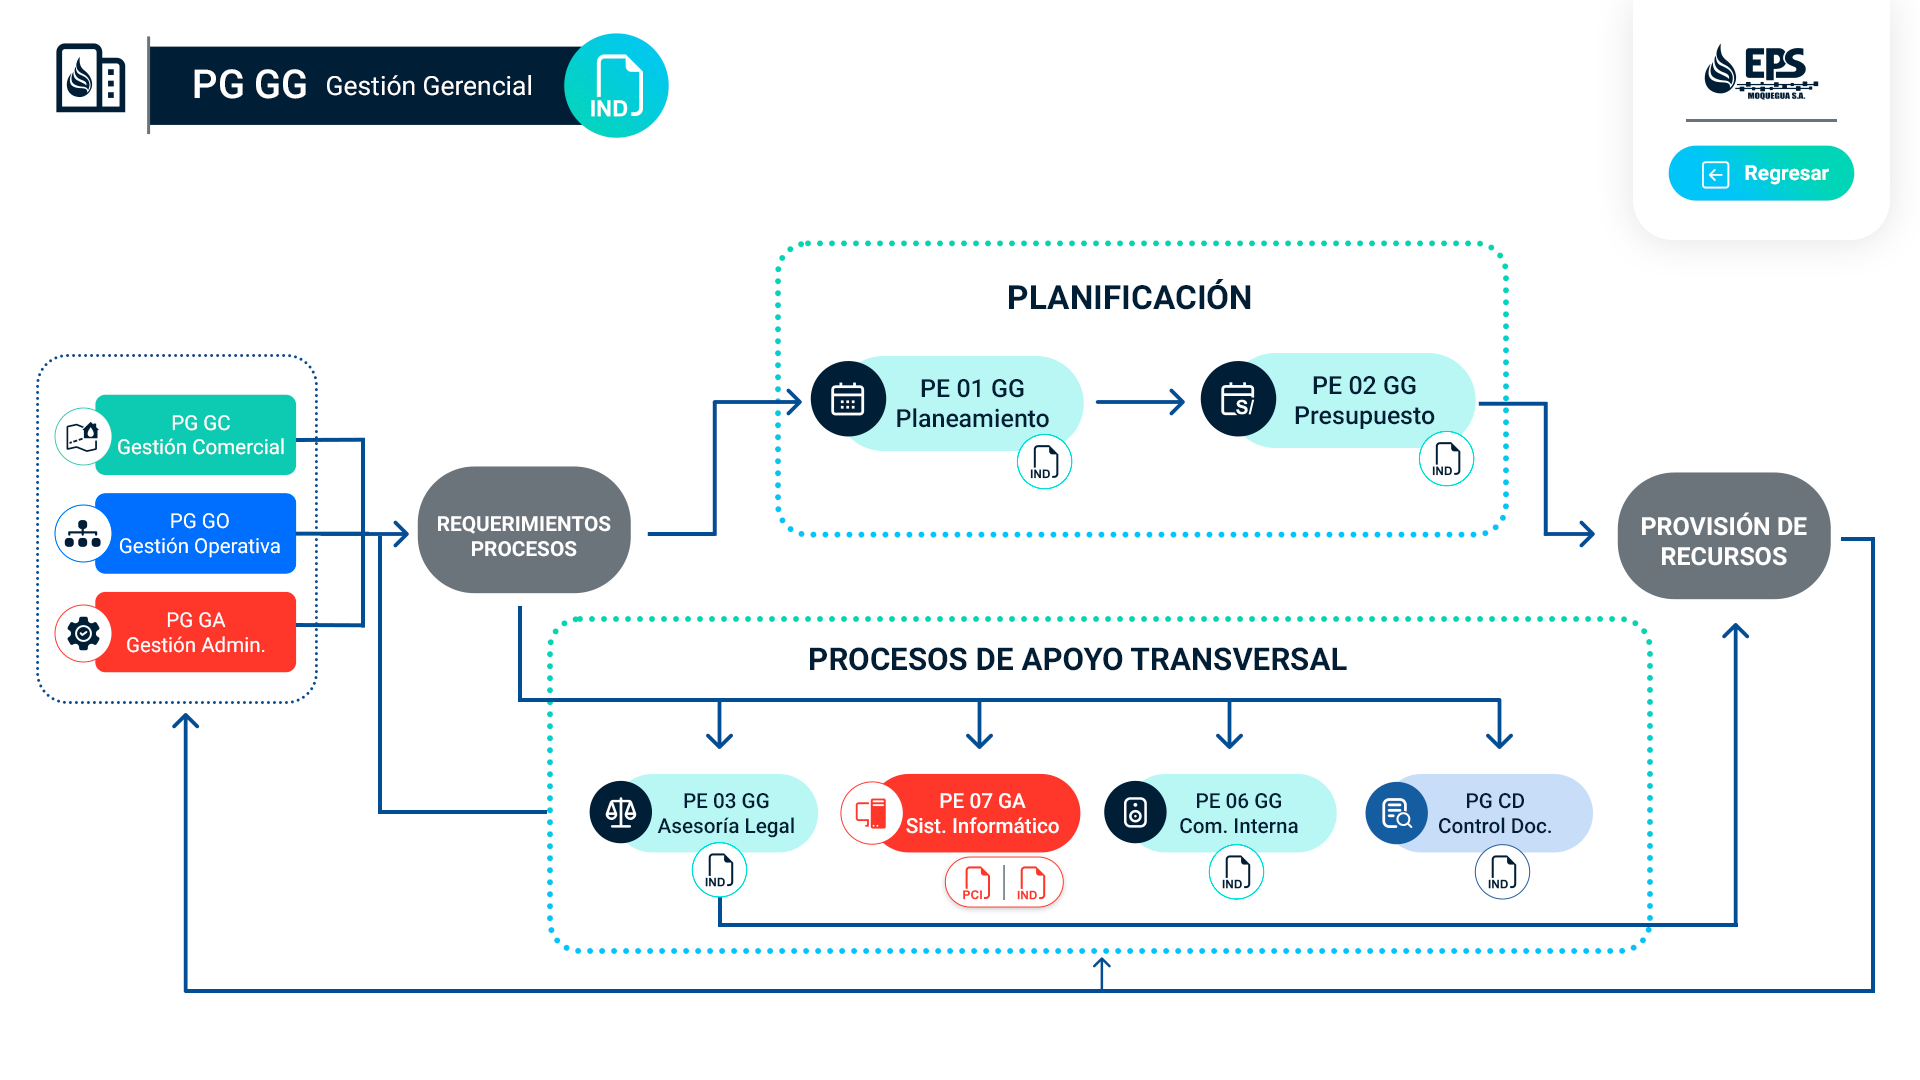 PG GG Gestión Gerencial
IND
EPS
MOQUEGUA S.A.
Regresar
PLANIFICACIÓN
PE 01 GG
Planeamiento
IND
S/
PE 02 GG
Presupuesto
IND
PG GC
Gestión Comercial
PG GO
Gestión Operativa
PG GA
Gestión Admin.
REQUERIMIENTOS
PROCESOS
PROVISIÓN DE
RECURSOS
PROCESOS DE APOYO TRANSVERSAL
PE 03 GG
Asesoría Legal
IND
PE 07 GA
Sist. Informático
PCI
IND
PE 06 GG
Com. Interna
IND
PG CD
Control Doc.
IND